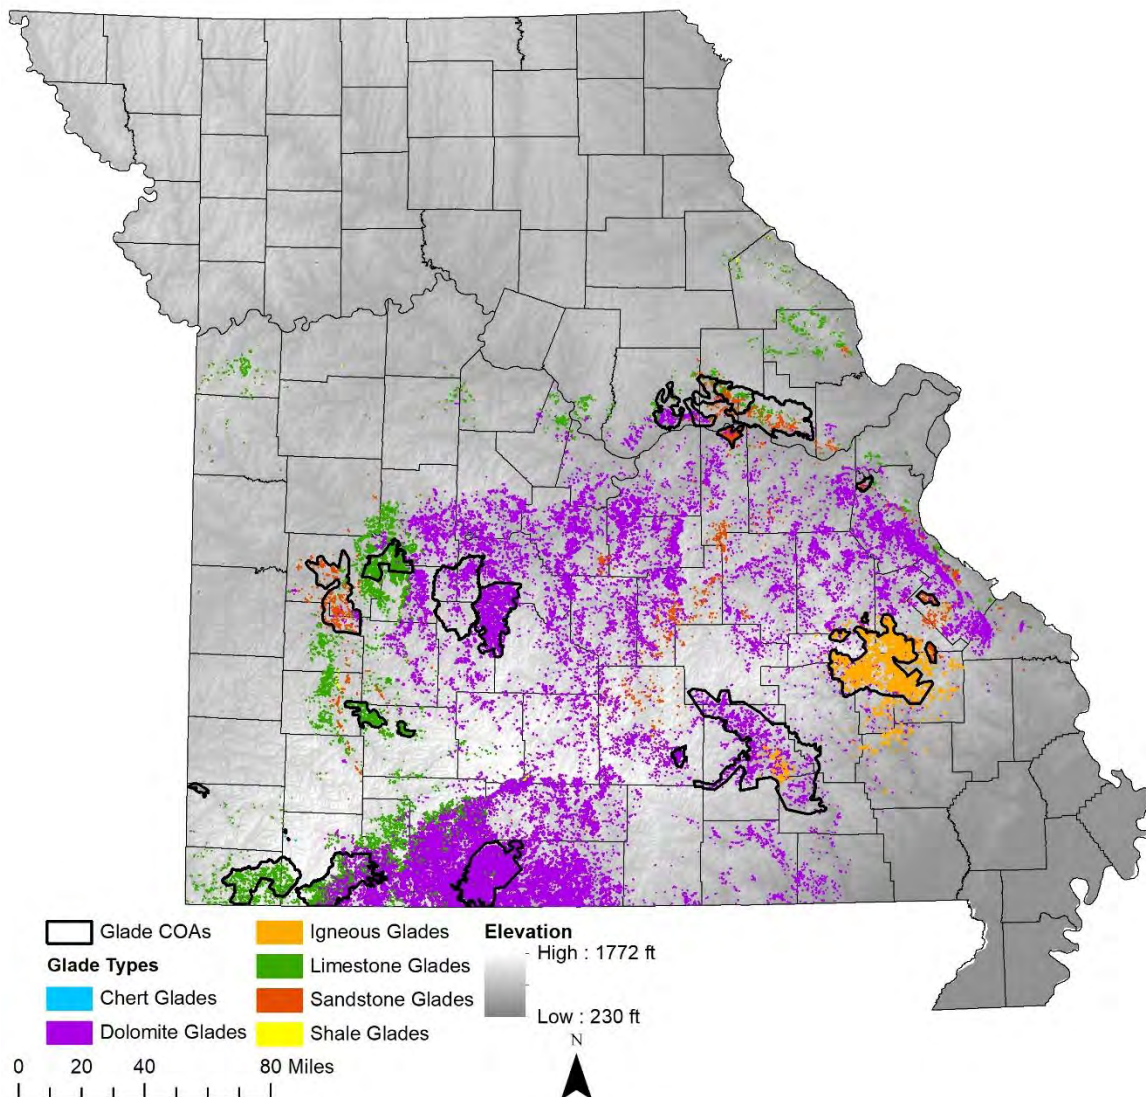 Glade COAs
Glade Types
Chert Glades
Dolomite Glades
Igneous Glades
Limestone Glades
Sandstone Glades
Shale Glades
Elevation
High : 1772 ft
Low : 230 ft
0 20 40 80 Miles
N